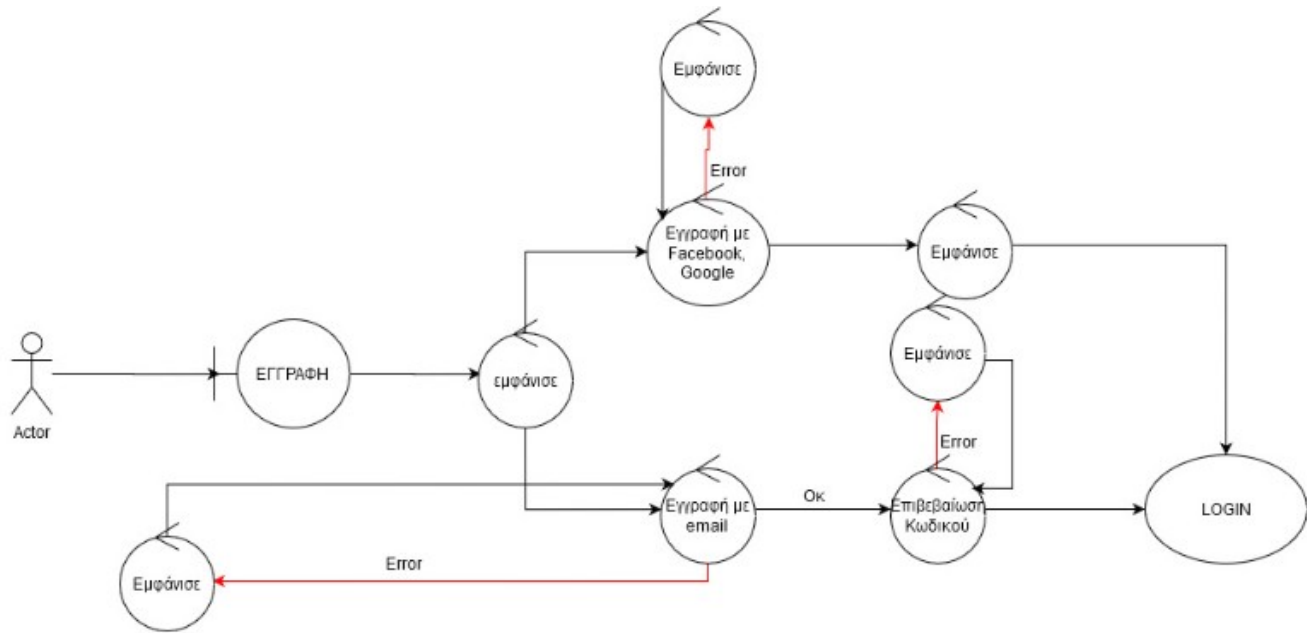 Εμφάνισε
Error
Εγγραφή με
Facebook,
Google
Εμφάνισε
Εμφάνισε
ΕΓΓΡΑΦΗ
εμφάνισε
Actor
Error
Εγγραφή με
email
Οκ
Επιβεβαίωση
Κωδικού
LOGIN
Error
Εμφάνισε